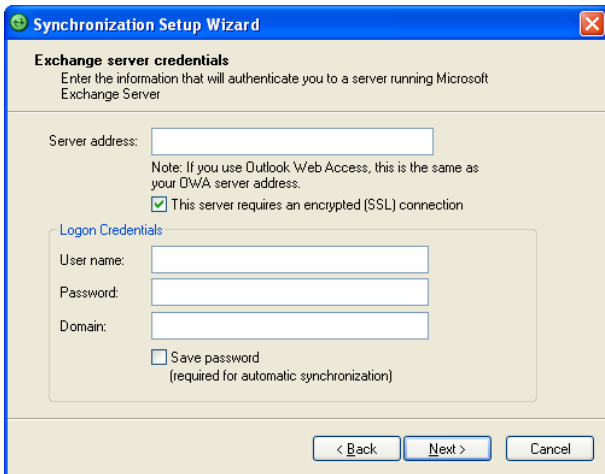 Synchronization Setup Wizard
Exchange server credentials
Enter the information that will authenticate you to a server running Microsoft
Exchange Server
Server address:
Note: If you use Outlook Web Access, this is the same as
your OWA server address.
This server requires an encrypted (SSL) connection
Logon Credentials
User name:
Password:
Domain:
Save password
(required for automatic synchronization)
< Back Next > Cancel